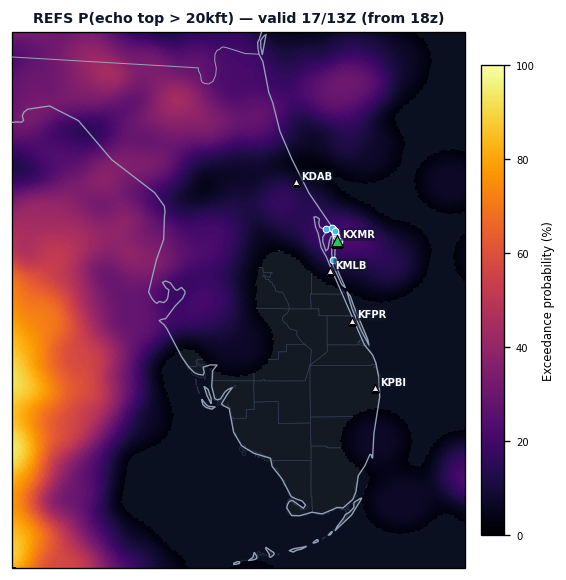 REFS P(echo top > 20kft) — valid 17/13Z (from 18z)
KDAB
KXMR
KMLB
KFPR
KPBI
100
80
60
40
20
0
Exceedance probability (%)